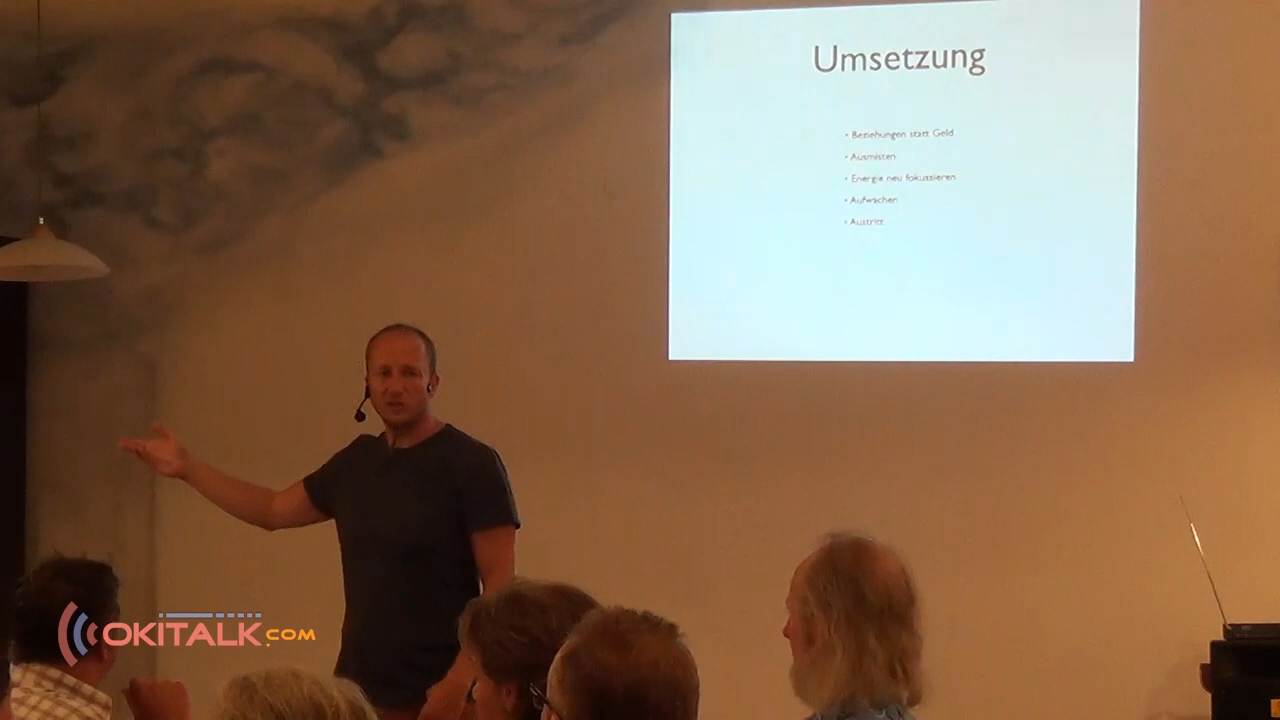 Umsetzung
• Beziehungen statt Geld
• Ausmisten
• Energie neu fokussieren
• Aufwachen
• Austritt
OKITALK.COM